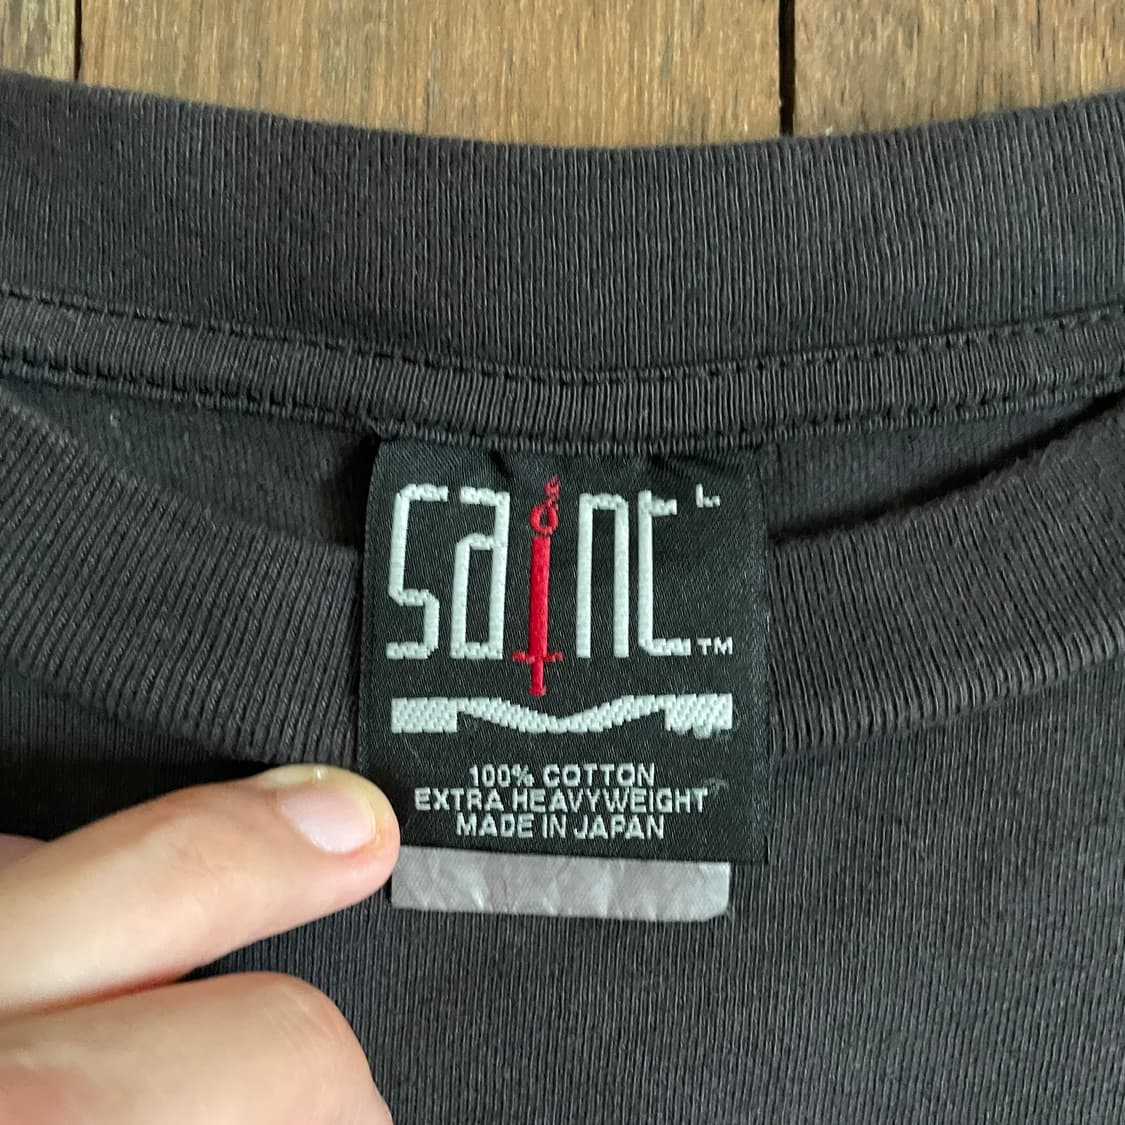 saint L
TM
100% COTTON
EXTRA HEAVYWEIGHT
MADE IN JAPAN